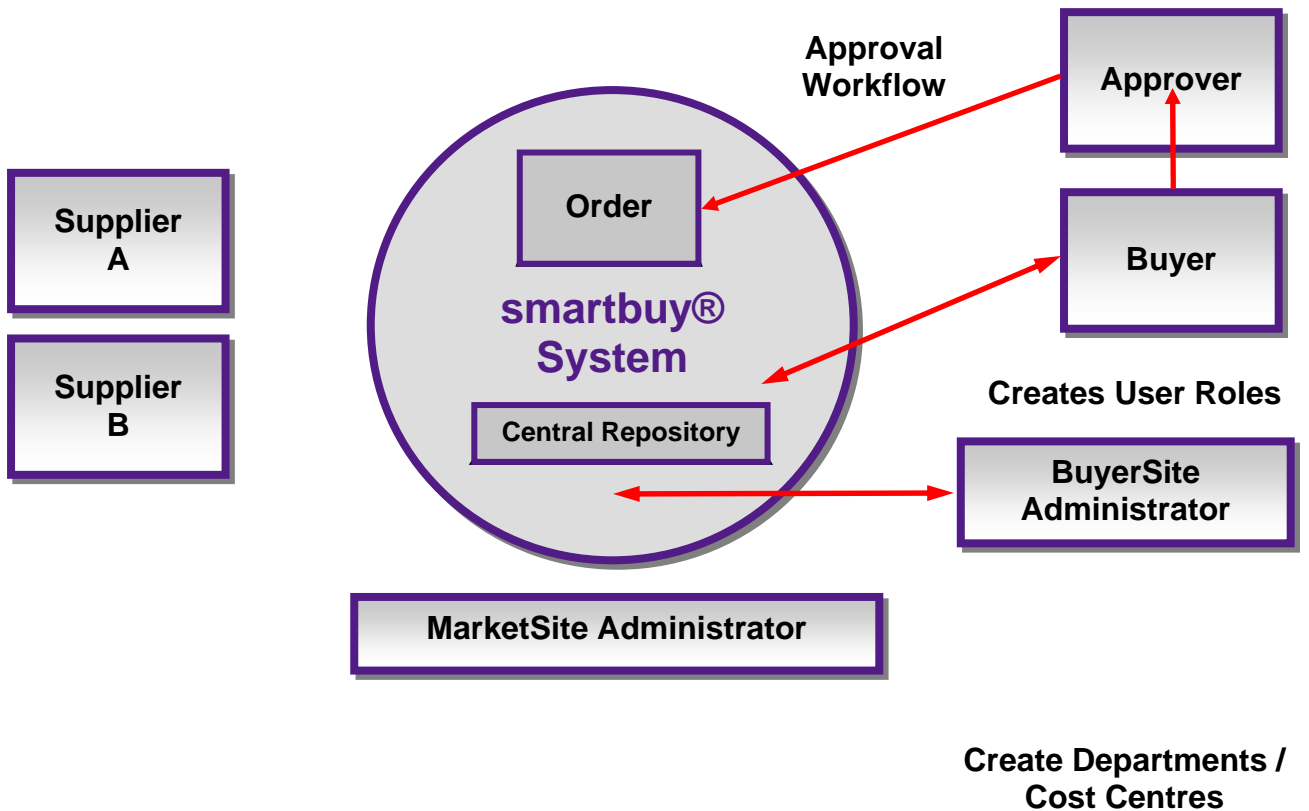 Approval
Workflow
Approver
Order
Supplier
A
Buyer
smartbuy®
System
Supplier
B
Creates User Roles
Central Repository
BuyerSite
Administrator
MarketSite Administrator
Create Departments /
Cost Centres